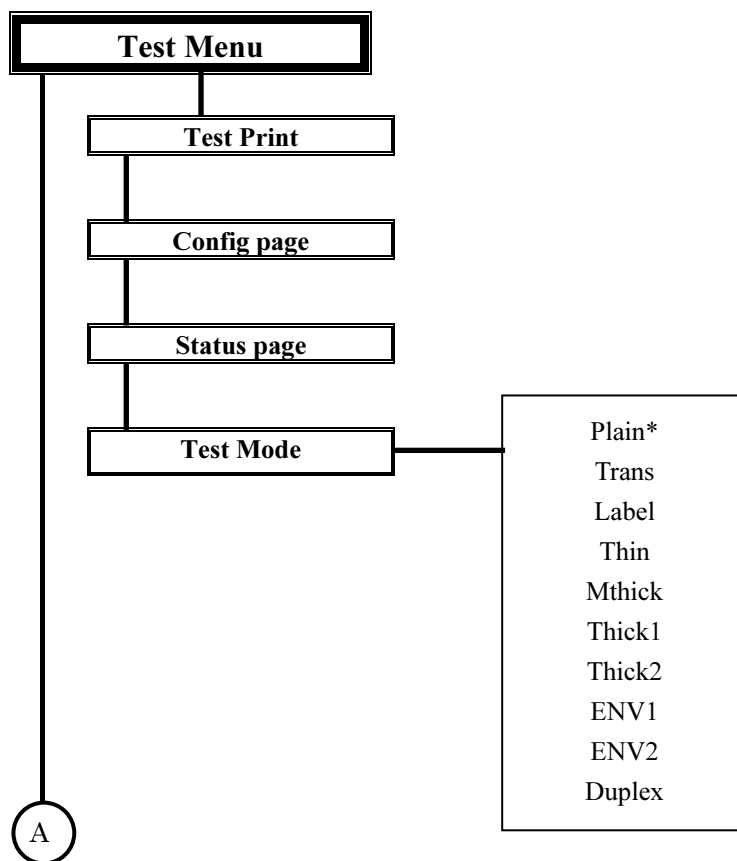 Test Menu
Test Print
Config page
Status page
Test Mode
Plain*
Trans
Label
Thin
Mthick
Thick1
Thick2
ENV1
ENV2
Duplex
A